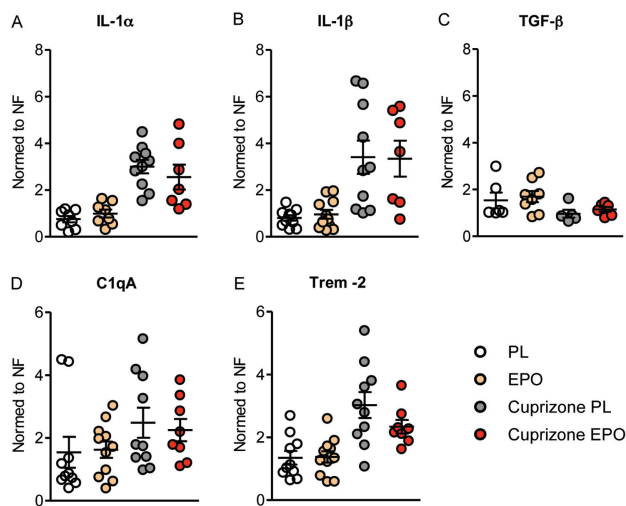 A IL-1α
Normed to NF
8
6
4
2
0
B IL-1β
Normed to NF
8
6
4
2
0
C TGF-β
Normed to NF
8
6
4
2
0
D C1qA
Normed to NF
6
4
2
0
E Trem -2
Normed to NF
6
4
2
0
PL
EPO
Cuprizone PL
Cuprizone EPO